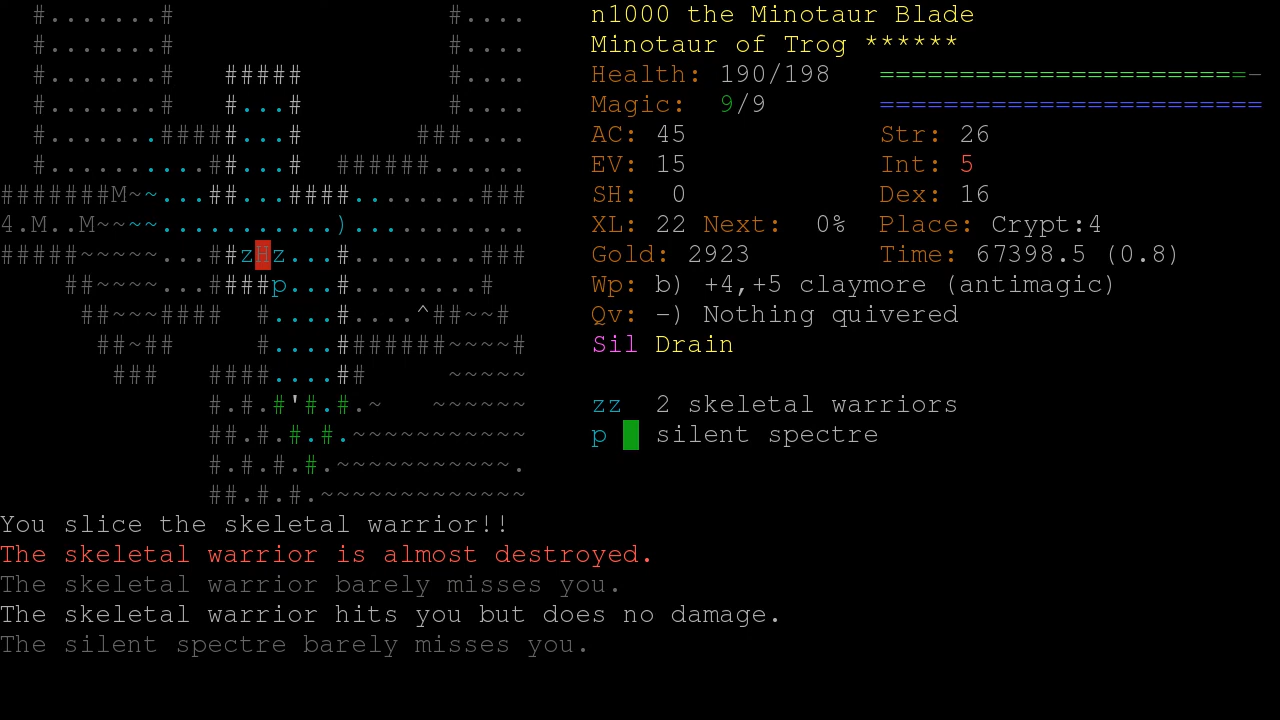 #.......#                 #....    n1000 the Minotaur Blade
#.......#                 #....    Minotaur of Trog ******
#.......#   #####         #....    Health: 190/198   ========================-
#.......#   #...#         #....    Magic:  9/9       ========================
#........####...#       ###....    AC: 45            Str: 26
#..........##...#  ######......    EV: 15            Int: 5
#######M~~...##...####........###    SH:  0            Dex: 16
4.M..M~~~~...........)...........    XL: 22 Next:  0%  Place: Crypt:4
#####~~~~~...##zHz...#........###    Gold: 2923        Time: 67398.5 (0.8)
##~~~~...####p...#........#    Wp: b) +4,+5 claymore (antimagic)
##~~~####  #....#....^##~~#    Qv: -) Nothing quivered
##~##     #....#######~~~~#    Sil Drain
###   ####....##     ~~~~~
#.#.#'#.#.~   ~~~~~~    zz  2 skeletal warriors
##.#.#.#.~~~~~~~~~~~    p   silent spectre
#.#.#.#.~~~~~~~~~~~.
##.#.#.~~~~~~~~~~~~~
You slice the skeletal warrior!!
The skeletal warrior is almost destroyed.
The skeletal warrior barely misses you.
The skeletal warrior hits you but does no damage.
The silent spectre barely misses you.